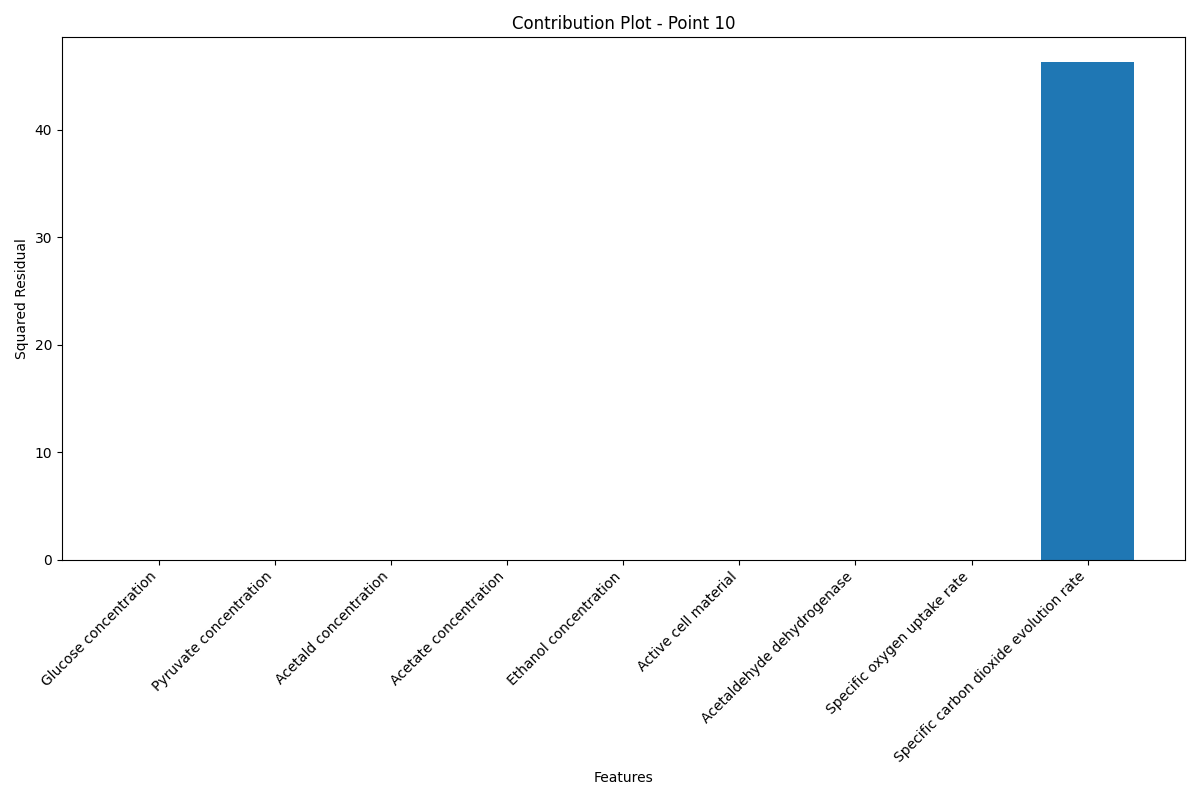 Contribution Plot - Point 10
Squared Residual
40
30
20
10
0
Glucose concentration
Pyruvate concentration
Acetald concentration
Acetate concentration
Ethanol concentration
Active cell material
Acetaldehyde dehydrogenase
Specific oxygen uptake rate
Specific carbon dioxide evolution rate
Features